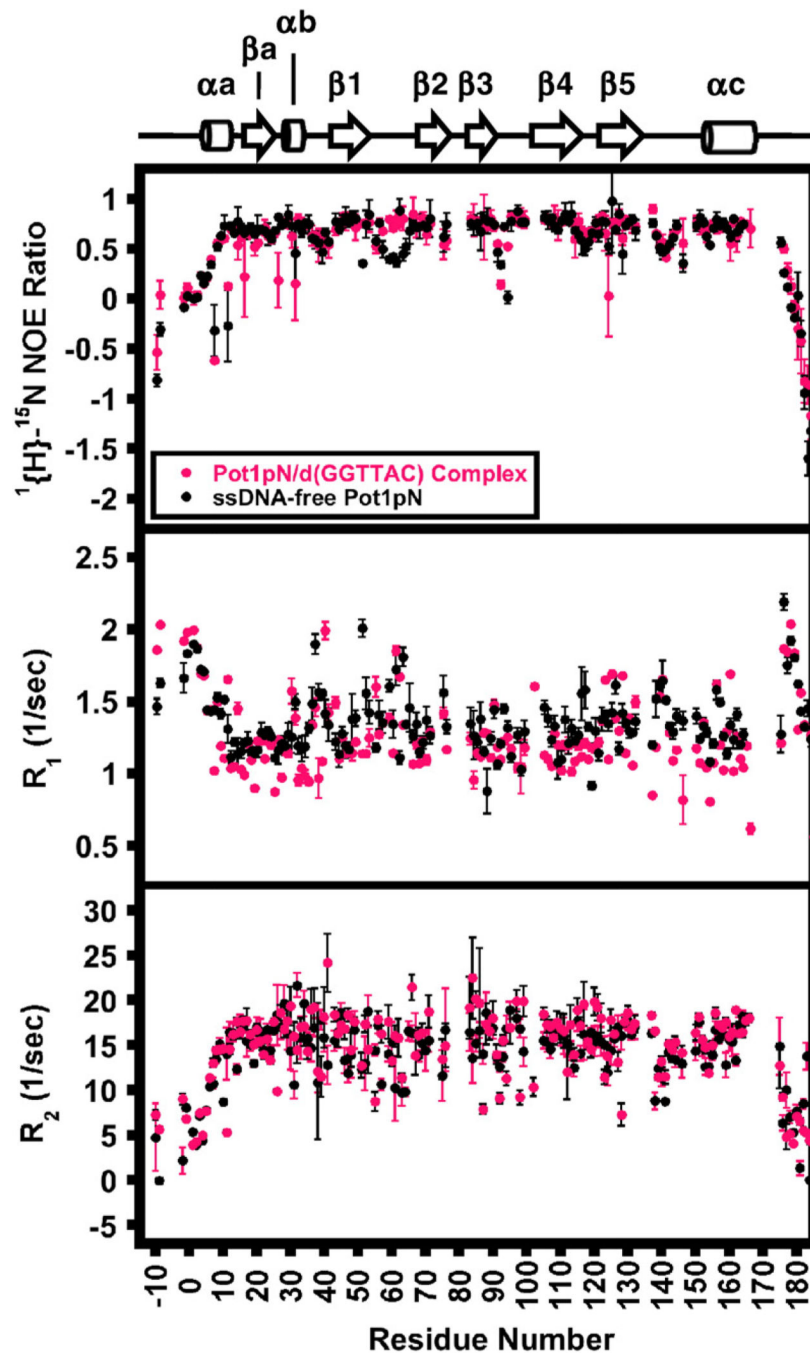 αb
βa
αa β1 β2 β3 β4 β5 αc
1
0.5
0
-0.5
-1
-1.5
-2
¹{H}-¹⁵N NOE Ratio
Pot1pN/d(GGTTAC) Complex
ssDNA-free Pot1pN
2.5
2
1.5
1
0.5
R₁ (1/sec)
30
25
20
15
10
5
0
-5
R₂ (1/sec)
-10 0 10 20 30 40 50 60 70 80 90 100 110 120 130 140 150 160 170 180
Residue Number